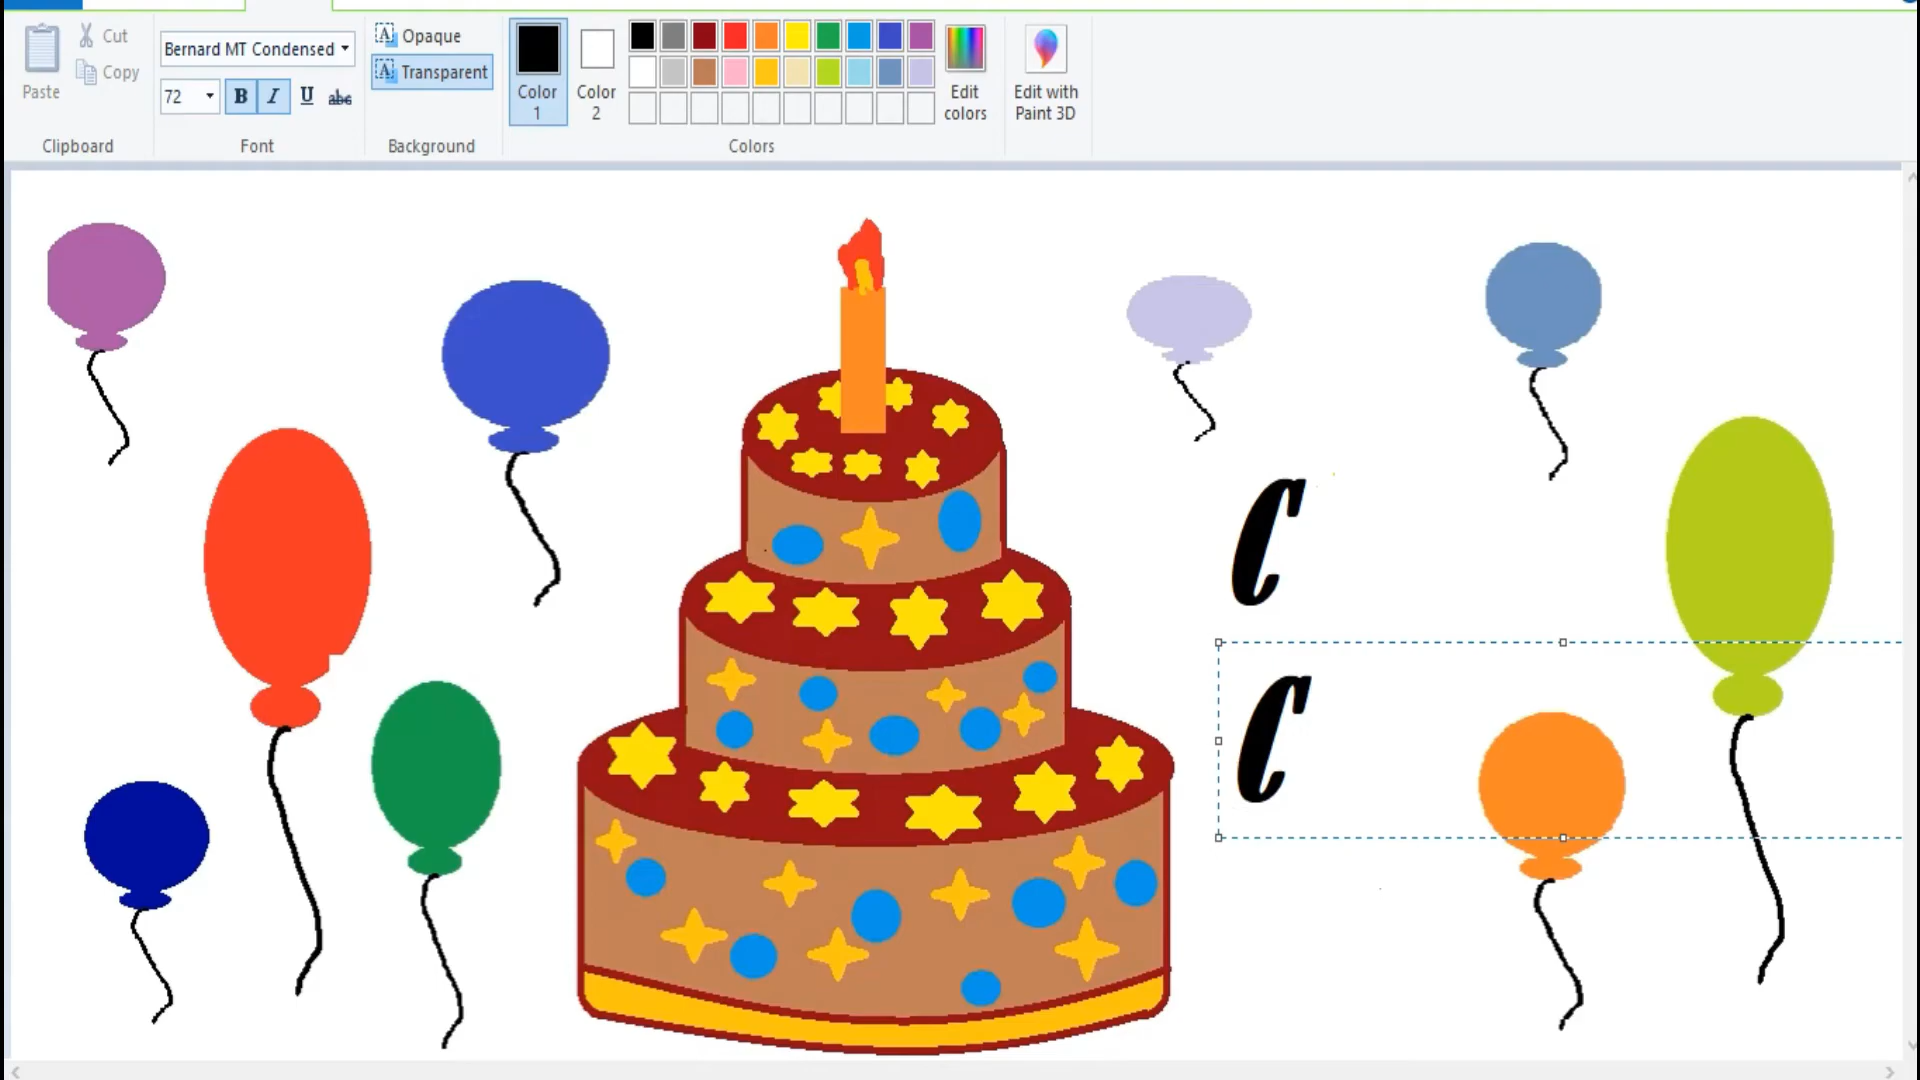 Paste
Cut
Copy
Clipboard
Bernard MT Condensed
72
B I U abc
Font
Opaque
Transparent
Background
Color 1
Color 2
Colors
Edit colors
Edit with Paint 3D
C
C